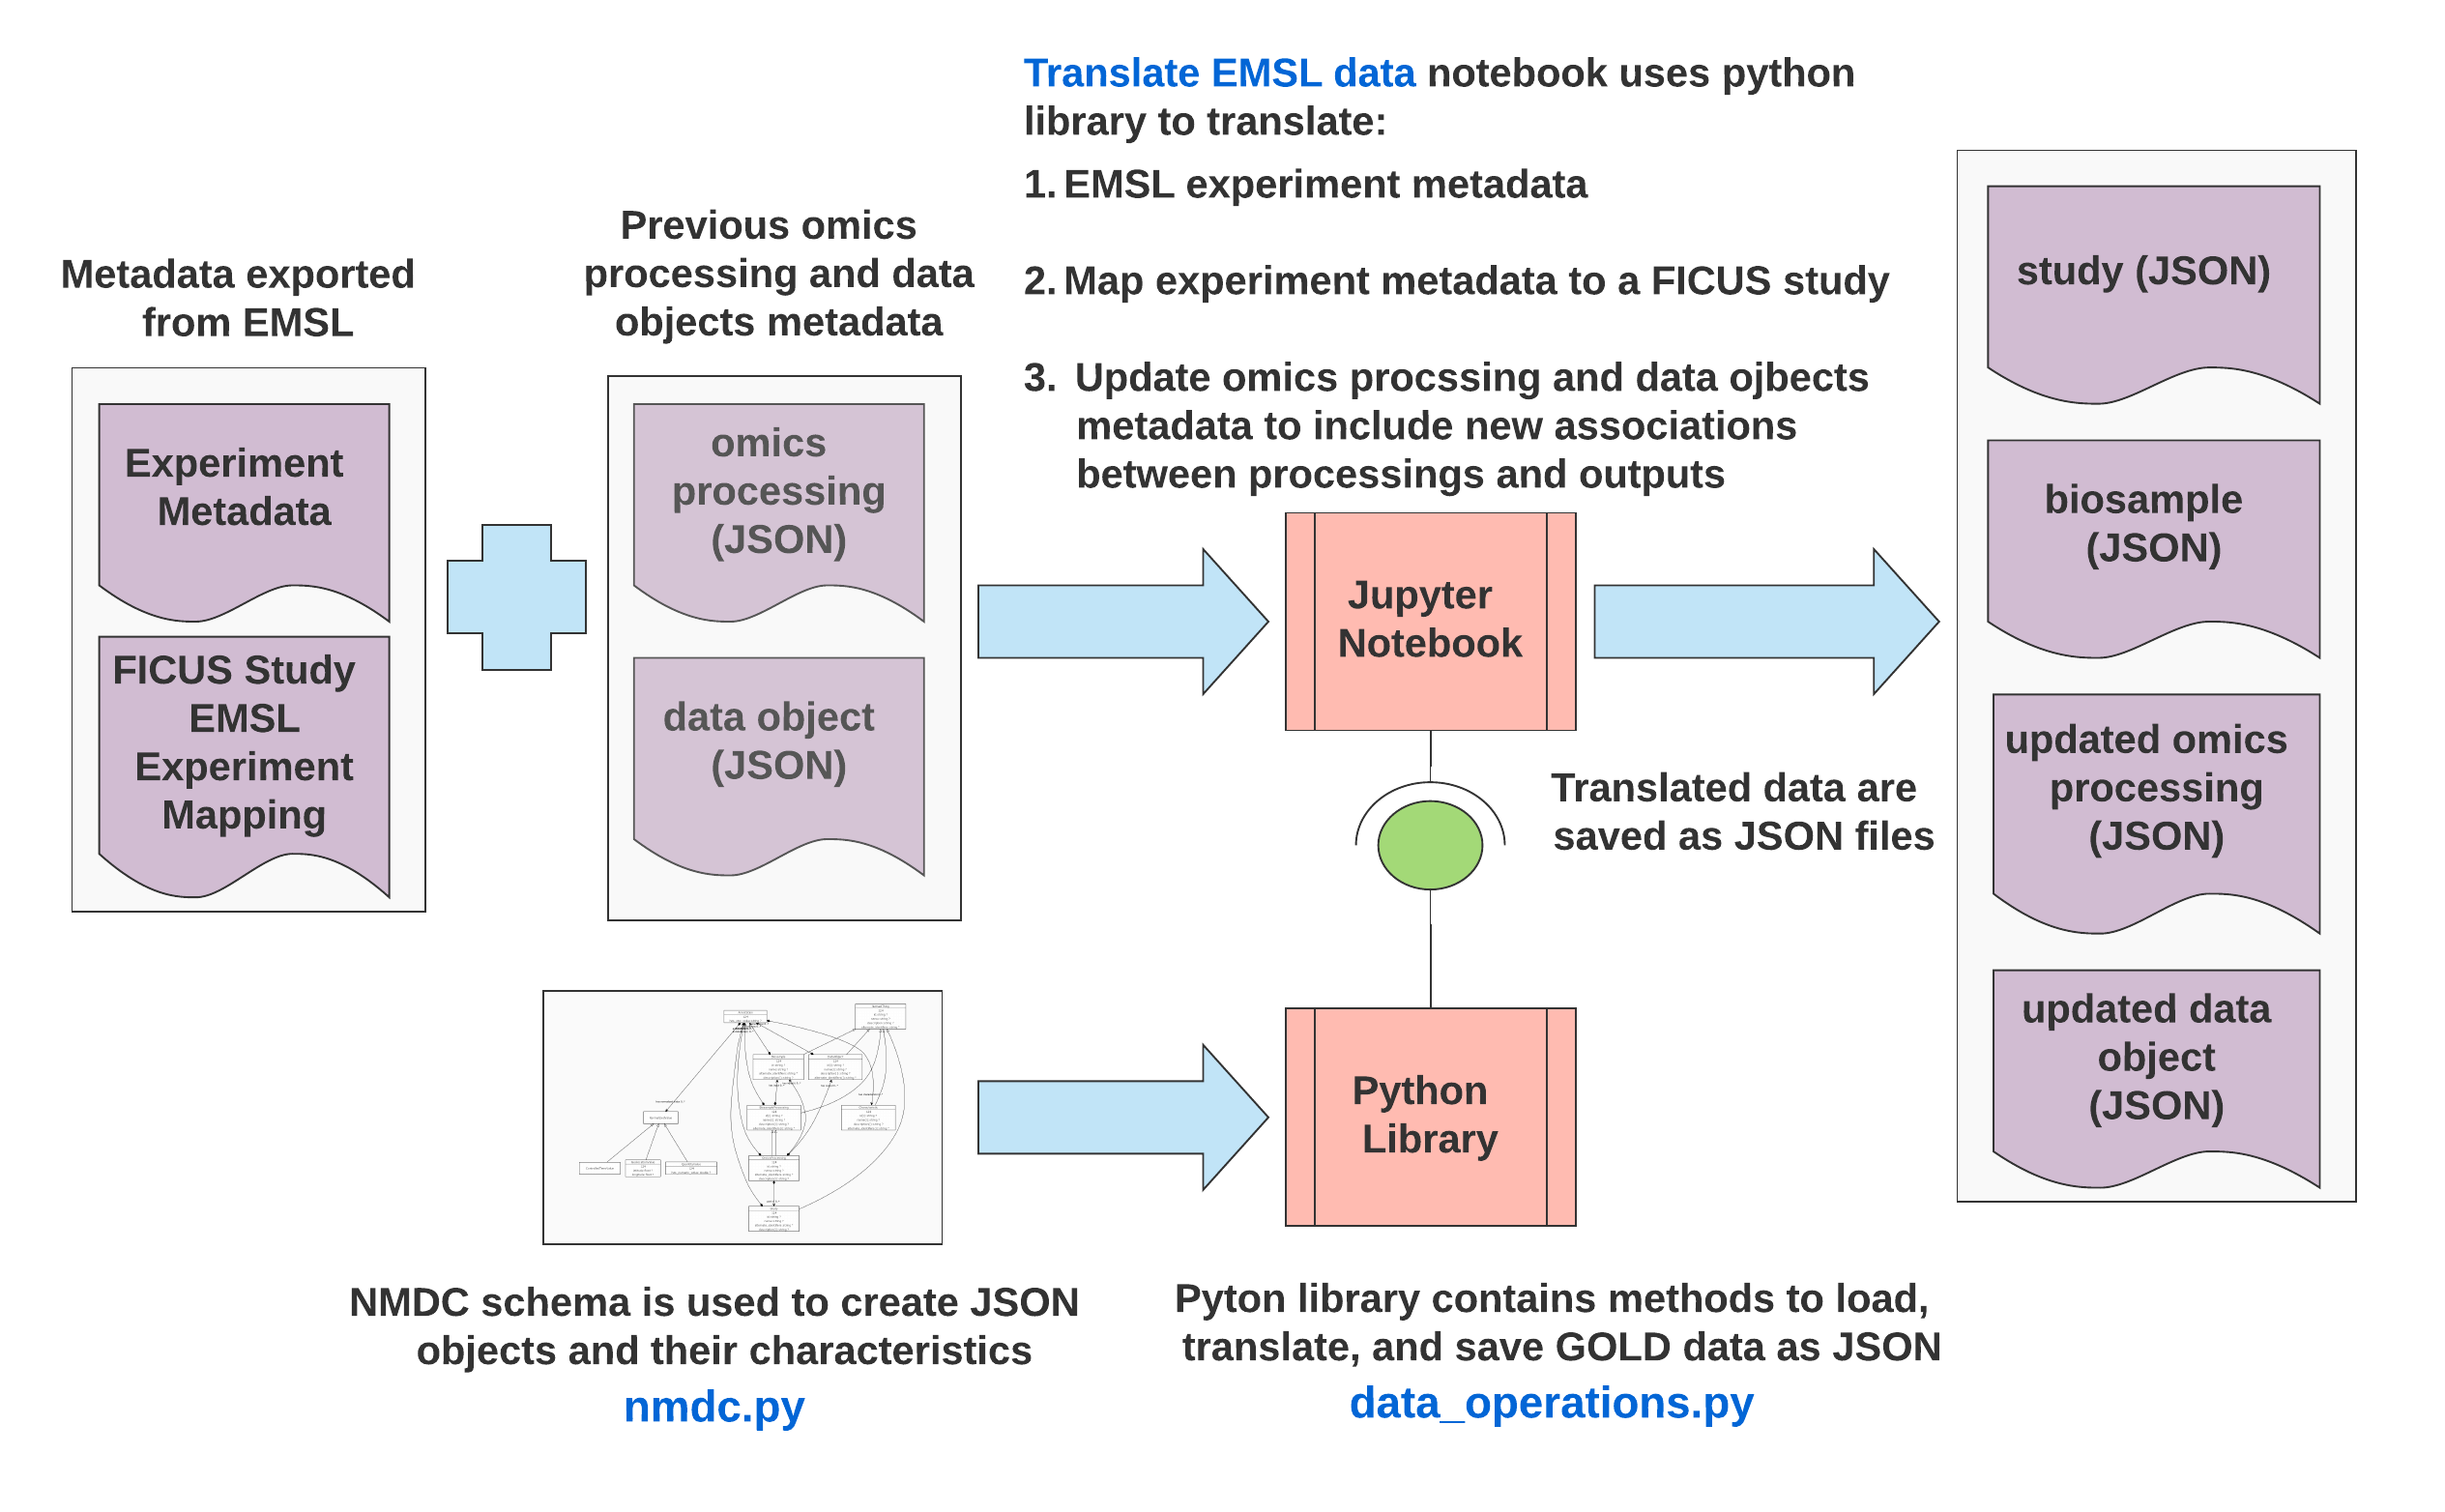 Translate EMSL data notebook uses python
library to translate:
1. EMSL experiment metadata
2. Map experiment metadata to a FICUS study
3. Update omics procssing and data ojbects
metadata to include new associations
between processings and outputs
Metadata exported
from EMSL
Experiment
Metadata
FICUS Study
EMSL
Experiment
Mapping
Previous omics
processing and data
objects metadata
omics
processing
(JSON)
data object
(JSON)
Jupyter
Notebook
Translated data are
saved as JSON files
Python
Library
study (JSON)
biosample
(JSON)
updated omics
processing
(JSON)
updated data
object
(JSON)
NMDC schema is used to create JSON
objects and their characteristics
nmdc.py
Pyton library contains methods to load,
translate, and save GOLD data as JSON
data_operations.py